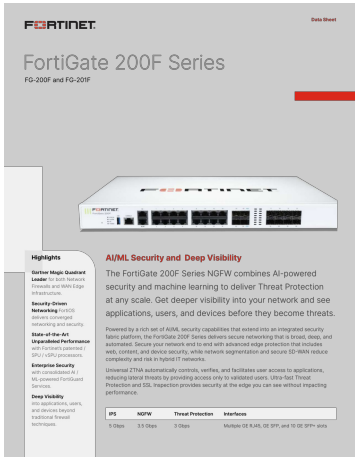 FORTINET
Data Sheet
FortiGate 200F Series
FG-200F and FG-201F
FORTINET
Highlights
Gartner Magic Quadrant
Leader for both Network
Firewalls and WAN Edge
Infrastructure.
Security-Driven
Networking FortiOS
delivers converged
networking and security.
State-of-the-Art
Unparalleled Performance
with Fortinet's patented /
SPU / vSPU processors.
Enterprise Security
with consolidated AI /
ML-powered FortiGuard
Services.
Deep Visibility
into applications, users,
and devices beyond
traditional firewall
techniques.
AI/ML Security and Deep Visibility
The FortiGate 200F Series NGFW combines AI-powered
security and machine learning to deliver Threat Protection
at any scale. Get deeper visibility into your network and see
applications, users, and devices before they become threats.
Powered by a rich set of AI/ML security capabilities that extend into an integrated security
fabric platform, the FortiGate 200F Series delivers secure networking that is broad, deep, and
automated. Secure your network end to end with advanced edge protection that includes
web, content, and device security, while network segmentation and secure SD-WAN reduce
complexity and risk in hybrid IT networks.
Universal ZTNA automatically controls, verifies, and facilitates user access to applications,
reducing lateral threats by providing access only to validated users. Ultra-fast Threat
Protection and SSL Inspection provides security at the edge you can see without impacting
performance.
IPS NGFW Threat Protection Interfaces
5 Gbps 3.5 Gbps 3 Gbps Multiple GE RJ45, GE SFP, and 10 GE SFP+ slots